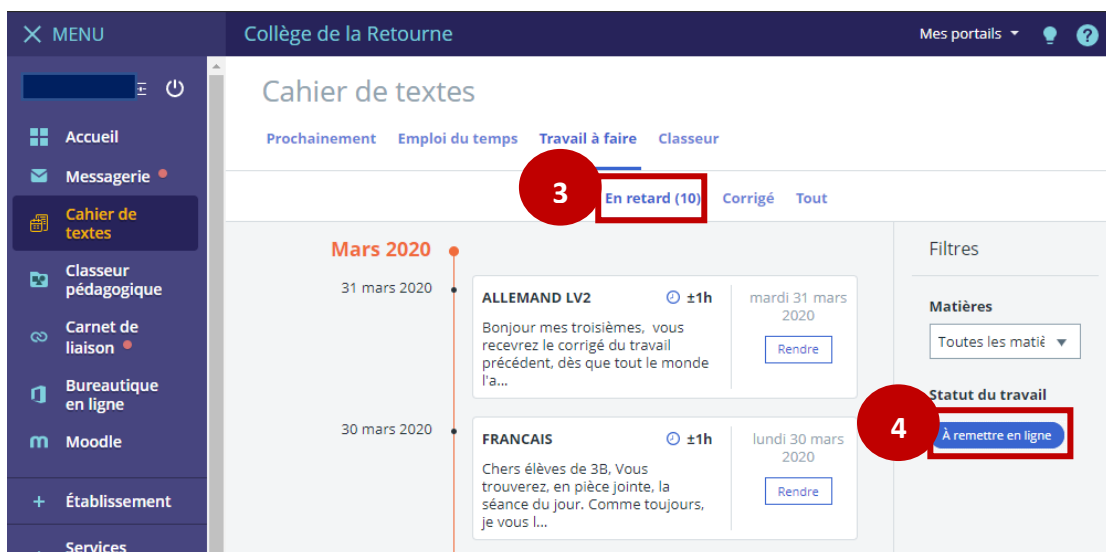 MENU
Collège de la Retourne
Mes portails
?
Accueil
Messagerie
Cahier de
textes
Classeur
pédagogique
Carnet de
liaison
Bureautique
en ligne
Moodle
Établissement
Services
Cahier de textes
Prochainement Emploi du temps Travail à faire Classeur
3
En retard (10) Corrigé Tout
Mars 2020
31 mars 2020
ALLEMAND LV2 ±1h
Bonjour mes troisièmes, vous
recevrez le corrigé du travail
précédent, dès que tout le monde
l'a...
mardi 31 mars
2020
Rendre
30 mars 2020
FRANCAIS ±1h
Chers élèves de 3B, Vous
trouverez, en pièce jointe, la
séance du jour. Comme toujours,
je vous l...
lundi 30 mars
2020
Rendre
Filtres
Matières
Toutes les matiè
Statut du travail
4
À remettre en ligne